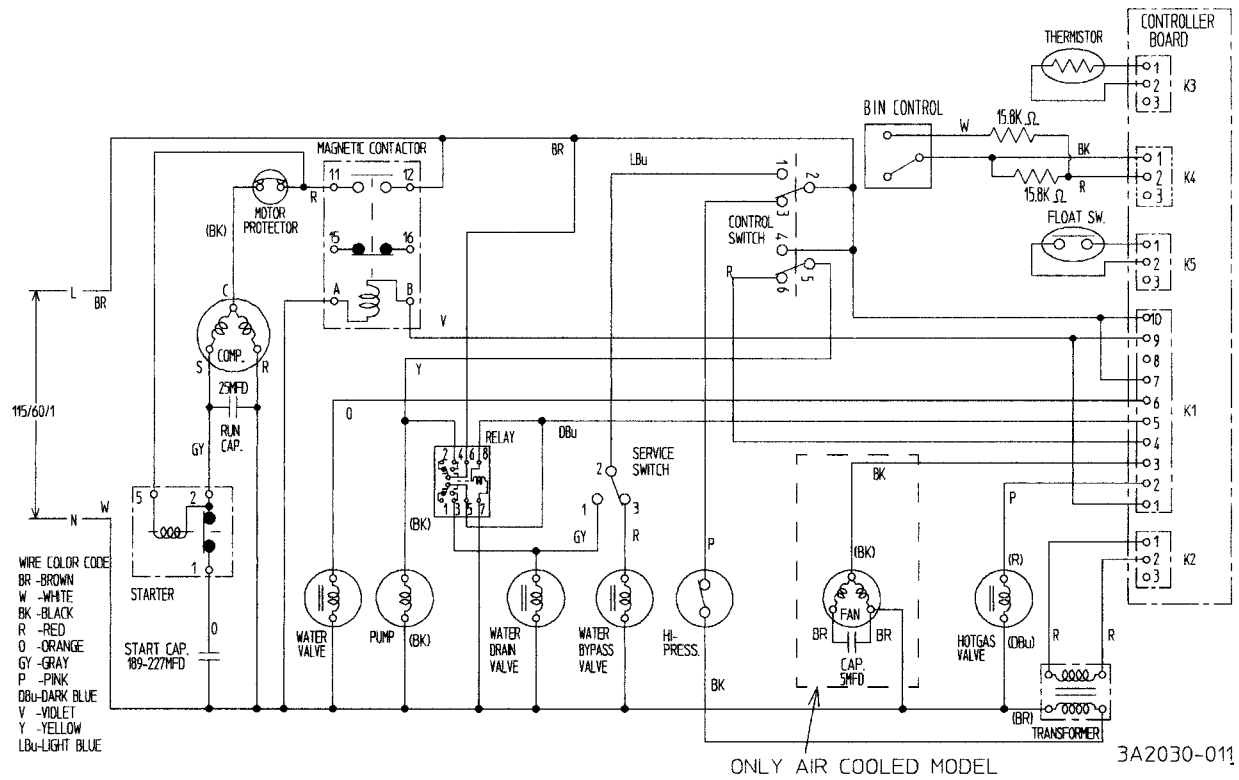 CONTROLLER
BOARD
THERMISTOR
1
2
3
K3
BIN CONTROL
W
15.8K Ω
BK
R
15.8K Ω
1
2
3
K4
FLOAT SW.
1
2
3
K5
BR
LBu
MAGNETIC CONTACTOR
11
12
R
MOTOR
PROTECTOR
(BK)
15
16
A
B
V
1
2
3
CONTROL
SWITCH
4
5
6
R
L
BR
115/60/1
N
W
C
COMP.
S
R
25MFD
RUN
CAP.
GY
Y
O
RELAY
2
4
6
8
1
3
5
7
DBu
(BK)
SERVICE
SWITCH
2
1
3
GY
R
P
BK
(BK)
P
(R)
10
9
8
7
6
5
4
3
2
1
K1
1
2
3
K2
5
2
1
STARTER
O
START CAP.
189-227MFD
WATER
VALVE
PUMP
(BK)
WATER
DRAIN
VALVE
WATER
BYPASS
VALVE
HI-
PRESS.
BK
FAN
BR
BR
CAP.
5MFD
HOTGAS
VALVE
(DBu)
R
R
(BR)
TRANSFORMER
WIRE COLOR CODE
BR -BROWN
W -WHITE
BK -BLACK
R -RED
O -ORANGE
GY -GRAY
P -PINK
DBu-DARK BLUE
V -VIOLET
Y -YELLOW
LBu-LIGHT BLUE
ONLY AIR COOLED MODEL
3A2030-011